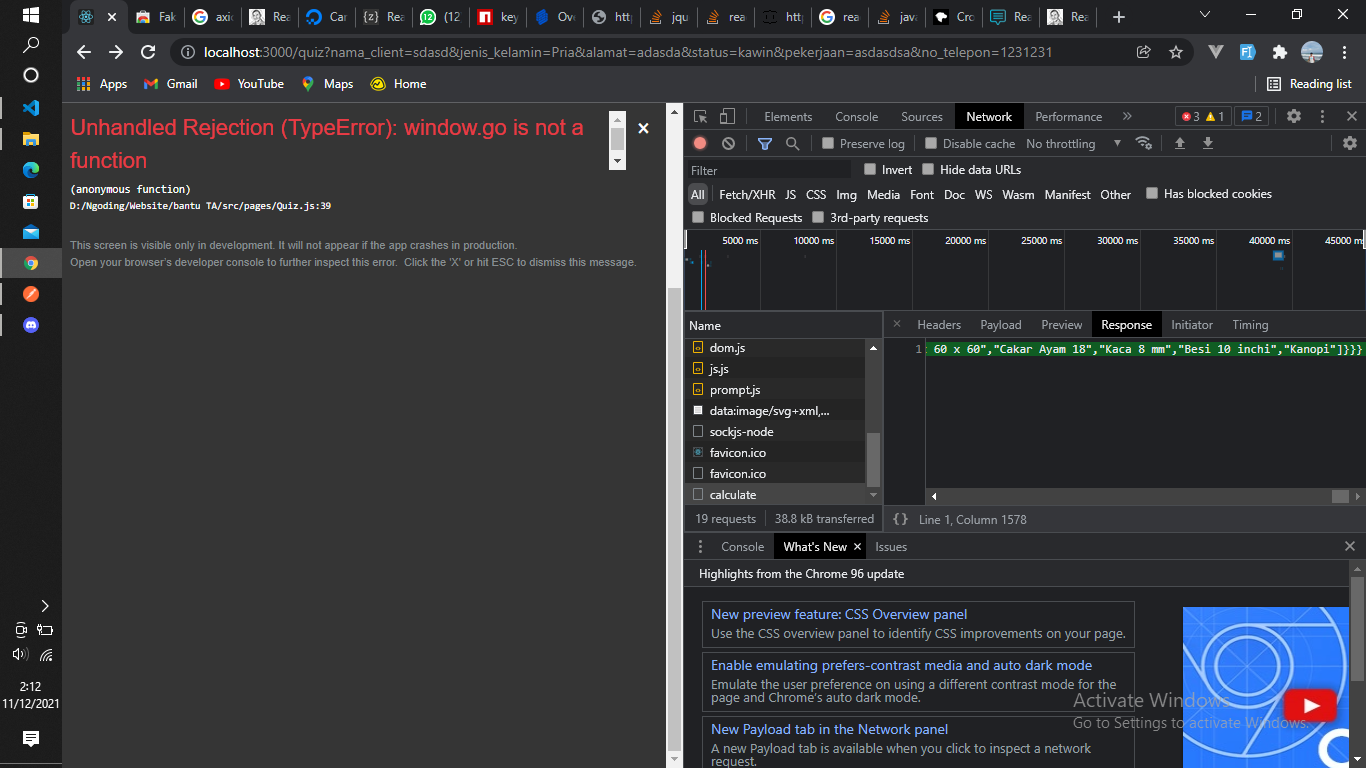 Fak
axio
Rea
Car
Rea
(12
key
Ove
http
jqu
rea
htt
rea
java
Cro
Rea
Rea
localhost:3000/quiz?nama_client=sdasd&jenis_kelamin=Pria&alamat=adasda&status=kawin&pekerjaan=asdasdsa&no_telepon=1231231
Apps
Gmail
YouTube
Maps
Home
Reading list
Unhandled Rejection (TypeError): window.go is not a
function
(anonymous function)
D:/Ngoding/Website/bantu TA/src/pages/Quiz.js:39
This screen is visible only in development. It will not appear if the app crashes in production.
Open your browser's developer console to further inspect this error. Click the 'X' or hit ESC to dismiss this message.
Elements Console Sources Network Performance » 3 1 2
Preserve log Disable cache No throttling
Filter Invert Hide data URLs
All Fetch/XHR JS CSS Img Media Font Doc WS Wasm Manifest Other Has blocked cookies
Blocked Requests 3rd-party requests
5000 ms 10000 ms 15000 ms 20000 ms 25000 ms 30000 ms 35000 ms 40000 ms 45000 m
Name
dom.js
js.js
prompt.js
data:image/svg+xml,...
sockjs-node
favicon.ico
favicon.ico
calculate
19 requests 38.8 kB transferred
Headers Payload Preview Response Initiator Timing
1 60 x 60","Cakar Ayam 18","Kaca 8 mm","Besi 10 inchi","Kanopi"]}}}
{} Line 1, Column 1578
Console What's New Issues
Highlights from the Chrome 96 update
New preview feature: CSS Overview panel
Use the CSS overview panel to identify CSS improvements on your page.
Enable emulating prefers-contrast media and auto dark mode
Emulate the user preference on using a different contrast mode for the
page and Chrome's auto dark mode.
New Payload tab in the Network panel
A new Payload tab is available when you click to inspect a network
request.
Activate Windows
Go to Settings to activate Windows.
2:12
11/12/2021